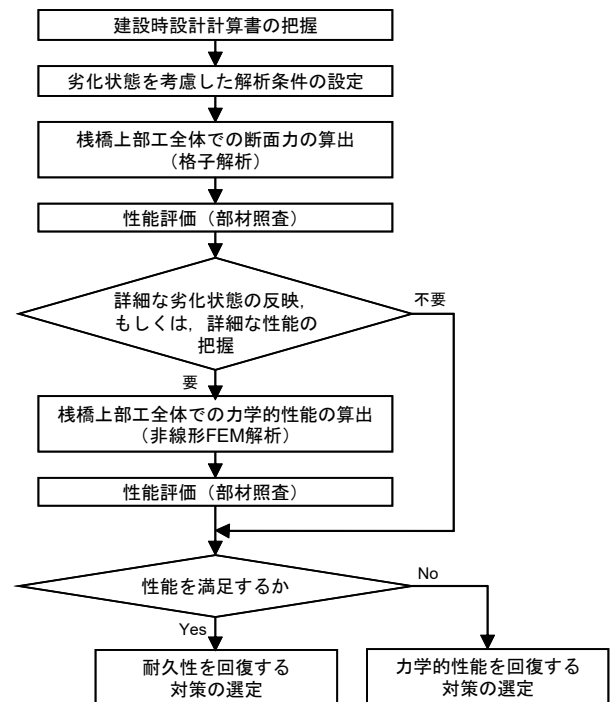 建設時設計計算書の把握
劣化状態を考慮した解析条件の設定
桟橋上部工全体での断面力の算出
（格子解析）
性能評価（部材照査）
詳細な劣化状態の反映，
もしくは，詳細な性能の
把握
不要
要
桟橋上部工全体での力学的性能の算出
（非線形FEM解析）
性能評価（部材照査）
性能を満足するか
No
Yes
耐久性を回復する
対策の選定
力学的性能を回復する
対策の選定